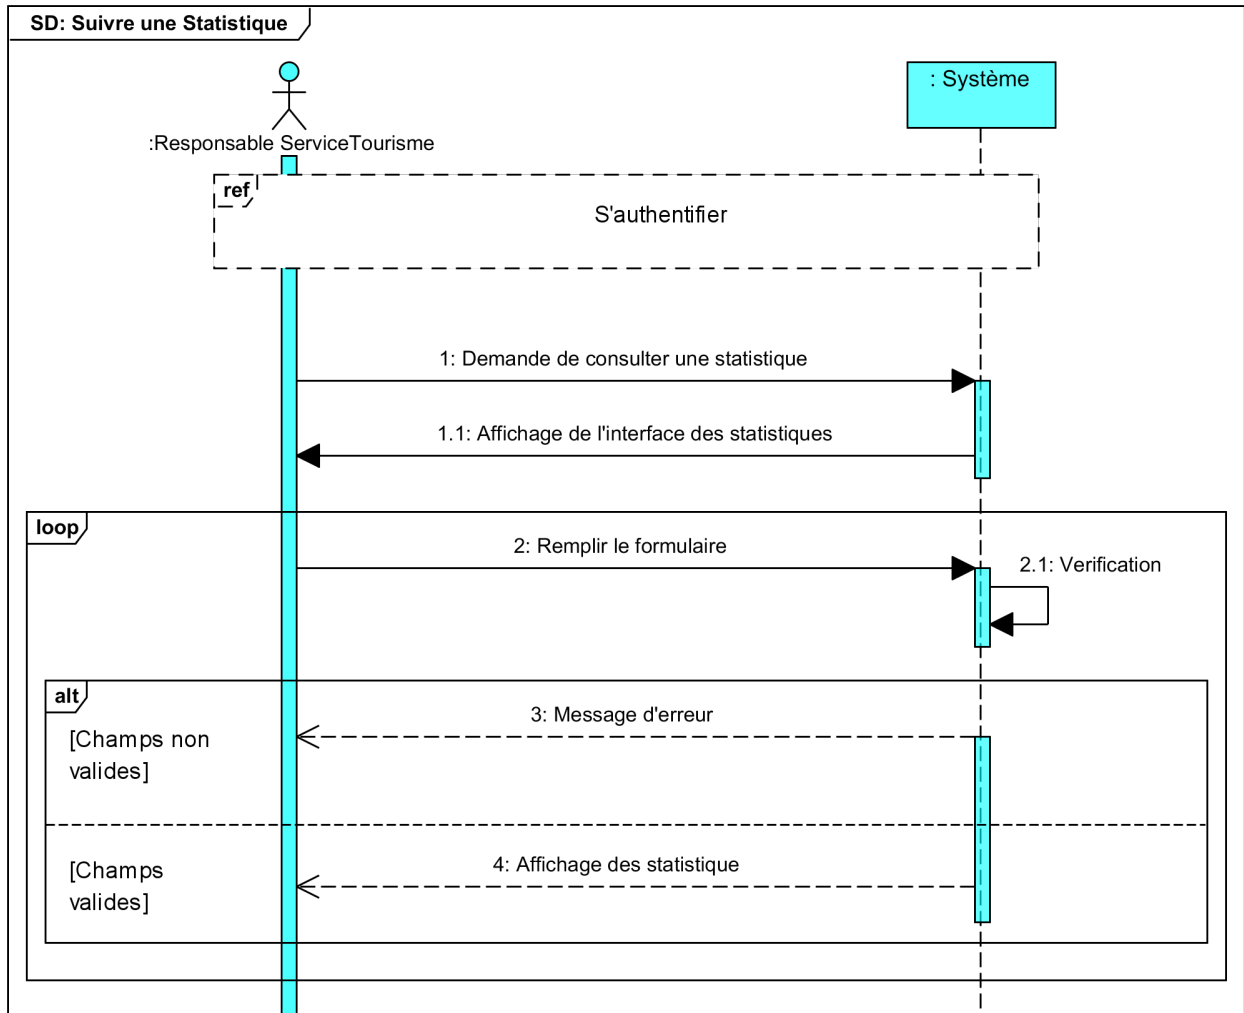 SD: Suivre une Statistique
: Système
:Responsable ServiceTourisme
ref
S'authentifier
1: Demande de consulter une statistique
1.1: Affichage de l'interface des statistiques
loop
2: Remplir le formulaire
2.1: Verification
alt
3: Message d'erreur
[Champs non
valides]
4: Affichage des statistique
[Champs
valides]